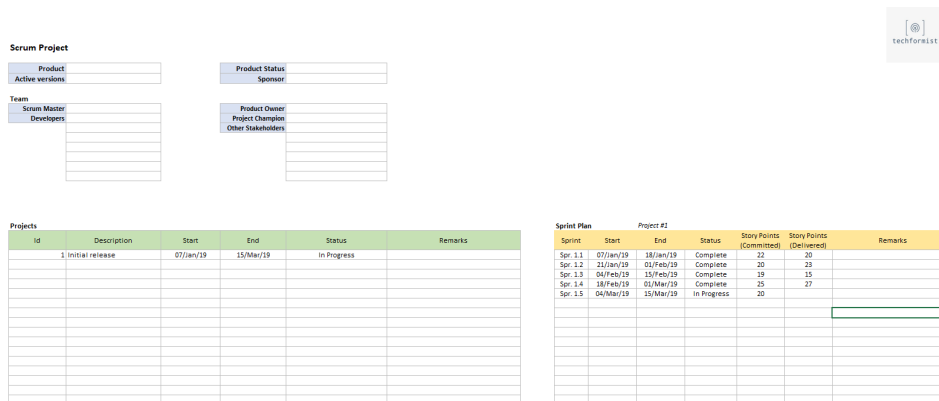 techformist
Scrum Project
Product
Product Status
Active versions
Sponsor
Team
Scrum Master
Product Owner
Developers
Project Champion
Other Stakeholders
Projects
Id Description Start End Status Remarks
1 Initial release 07/Jan/19 15/Mar/19 In Progress
Sprint Plan Project #1
Sprint Start End Status Story Points (Committed) Story Points (Delivered) Remarks
Spr. 1.1 07/Jan/19 18/Jan/19 Complete 22 20
Spr. 1.2 21/Jan/19 01/Feb/19 Complete 20 23
Spr. 1.3 04/Feb/19 15/Feb/19 Complete 19 15
Spr. 1.4 18/Feb/19 01/Mar/19 Complete 25 27
Spr. 1.5 04/Mar/19 15/Mar/19 In Progress 20